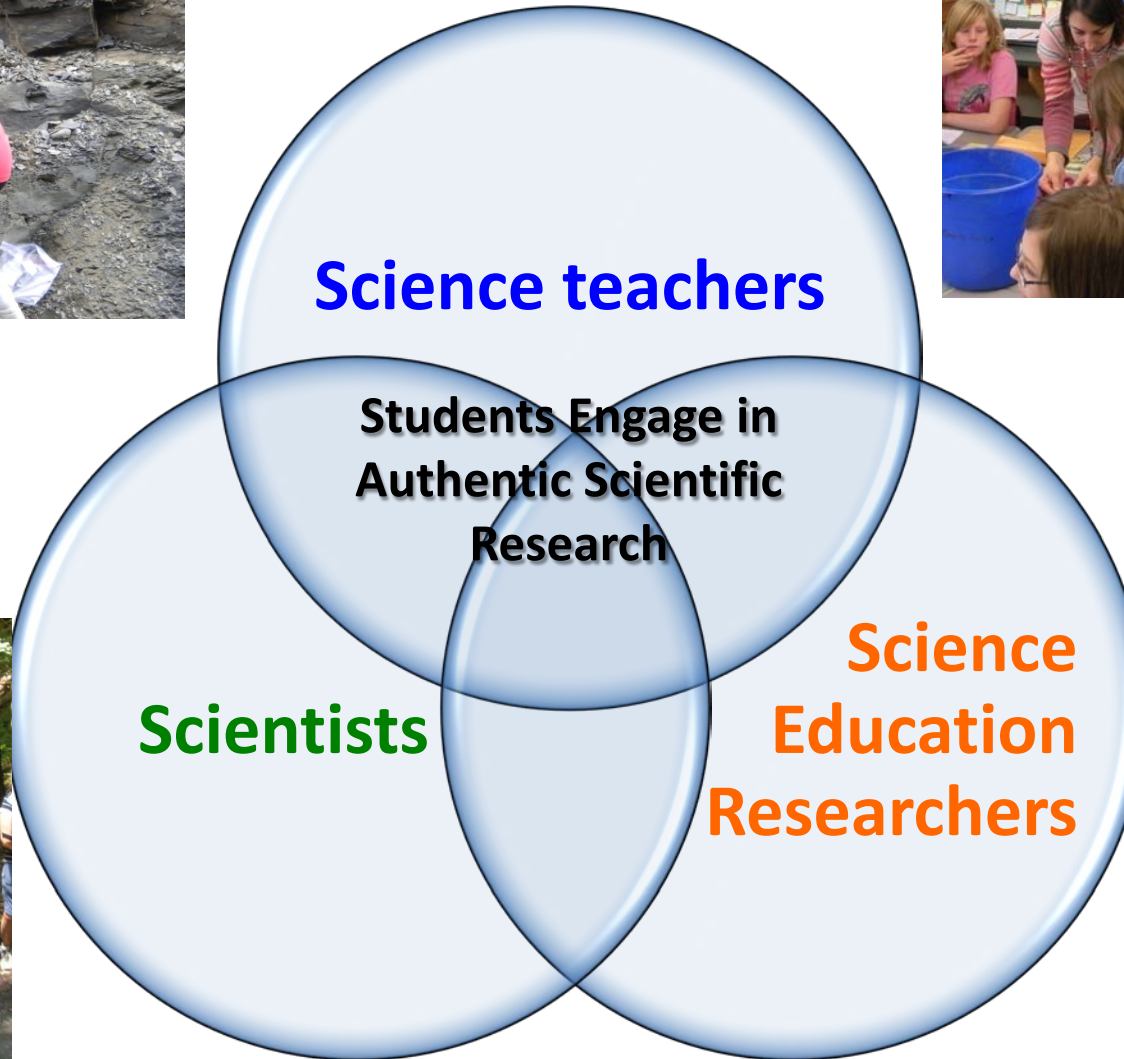 Science teachers
Students Engage in
Authentic Scientific
Research
Scientists
Science
Education
Researchers